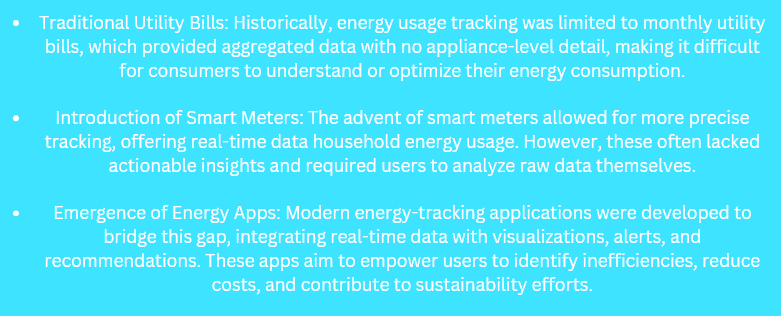 • Traditional Utility Bills: Historically, energy usage tracking was limited to monthly utility
bills, which provided aggregated data with no appliance-level detail, making it difficult
for consumers to understand or optimize their energy consumption.
• Introduction of Smart Meters: The advent of smart meters allowed for more precise
tracking, offering real-time data household energy usage. However, these often lacked
actionable insights and required users to analyze raw data themselves.
• Emergence of Energy Apps: Modern energy-tracking applications were developed to
bridge this gap, integrating real-time data with visualizations, alerts, and
recommendations. These apps aim to empower users to identify inefficiencies, reduce
costs, and contribute to sustainability efforts.